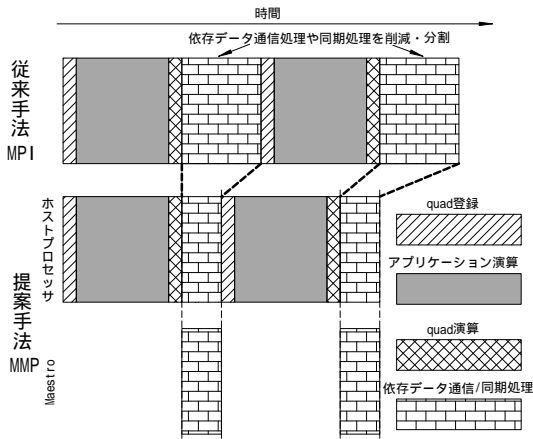 時間
依存データ通信処理や同期処理を削減・分割
従来手法
MPI
ホストプロセッサ
提案手法
MMP
Maestro
quad登録
アプリケーション演算
quad演算
依存データ通信/同期処理